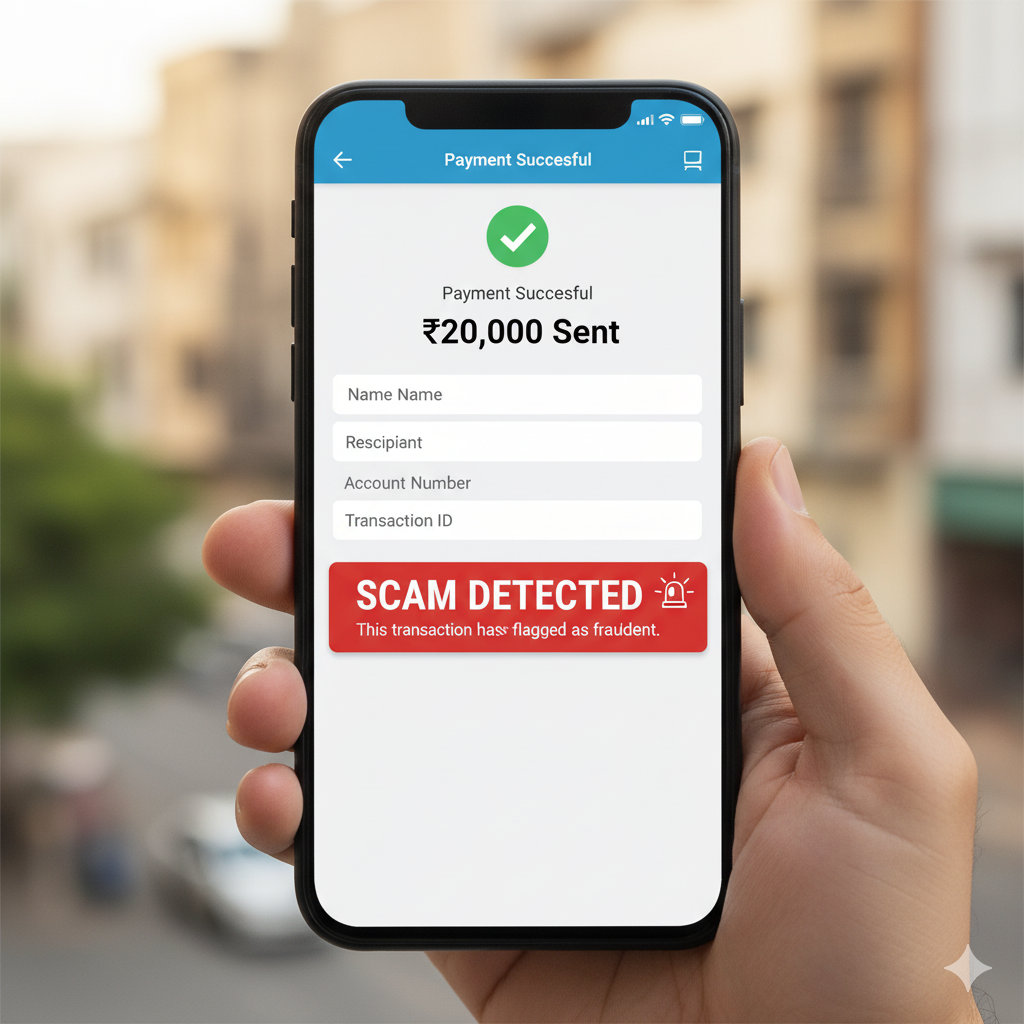 Payment Succesful
Payment Succesful
₹20,000 Sent
Name Name
Rescipiant
Account Number
Transaction ID
SCAM DETECTED
This transaction has flagged as fraudent.